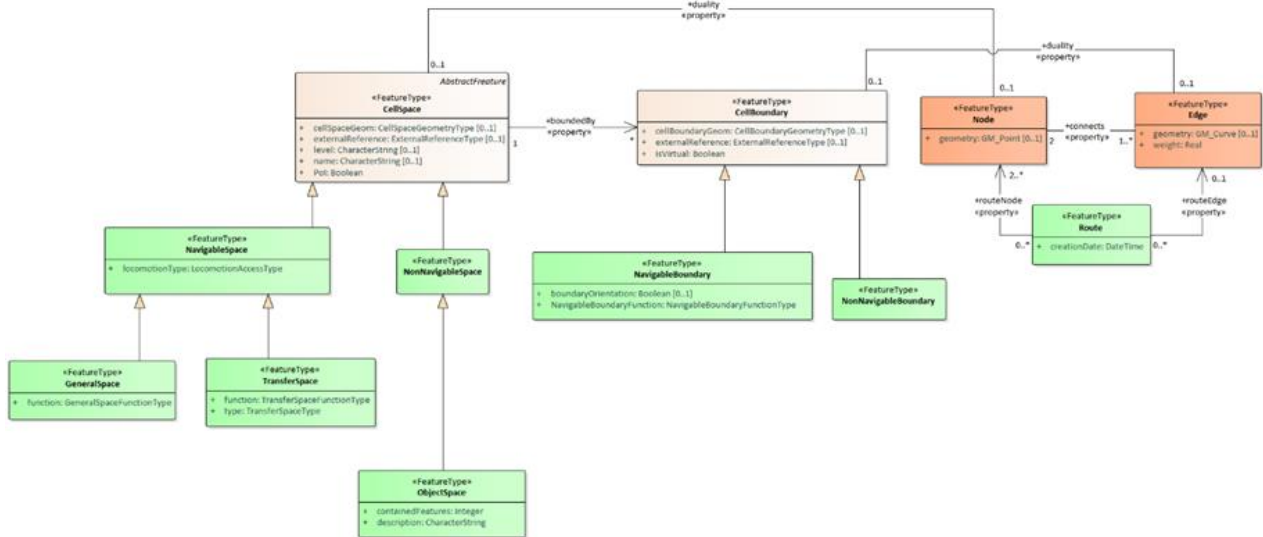 +duality
«property»
+duality
«property»
0..1
AbstractFreature
«FeatureType»
CellSpace
+ cellSpaceGeom: CellSpaceGeometryType [0..1]
+ externalReference: ExternalReferenceType [0..1]
+ level: CharacterString [0..1]
+ name: CharacterString [0..1]
+ PoI: Boolean
1
+boundedBy
«property»
*
0..1
«FeatureType»
CellBoundary
+ cellBoundaryGeom: CellBoundaryGeometryType [0..1]
+ externalReference: ExternalReferenceType [0..1]
+ isVirtual: Boolean
0..1
«FeatureType»
Node
+ geometry: GM_Point [0..1]
2
+connects
«property»
1..*
0..1
«FeatureType»
Edge
+ geometry: GM_Curve [0..1]
+ weight: Real
2..*
+routeNode
«property»
0..*
0..1
+routeEdge
«property»
0..*
«FeatureType»
Route
+ creationDate: DateTime
«FeatureType»
NavigableSpace
+ locomotionType: LocomotionAccessType
«FeatureType»
NonNavigableSpace
«FeatureType»
NavigableBoundary
+ boundaryOrientation: Boolean [0..1]
+ NavigableBoundaryFunction: NavigableBoundaryFunctionType
«FeatureType»
NonNavigableBoundary
«FeatureType»
GeneralSpace
+ function: GeneralSpaceFunctionType
«FeatureType»
TransferSpace
+ function: TransferSpaceFunctionType
+ type: TransferSpaceType
«FeatureType»
ObjectSpace
+ containedFeatures: Integer
+ description: CharacterString